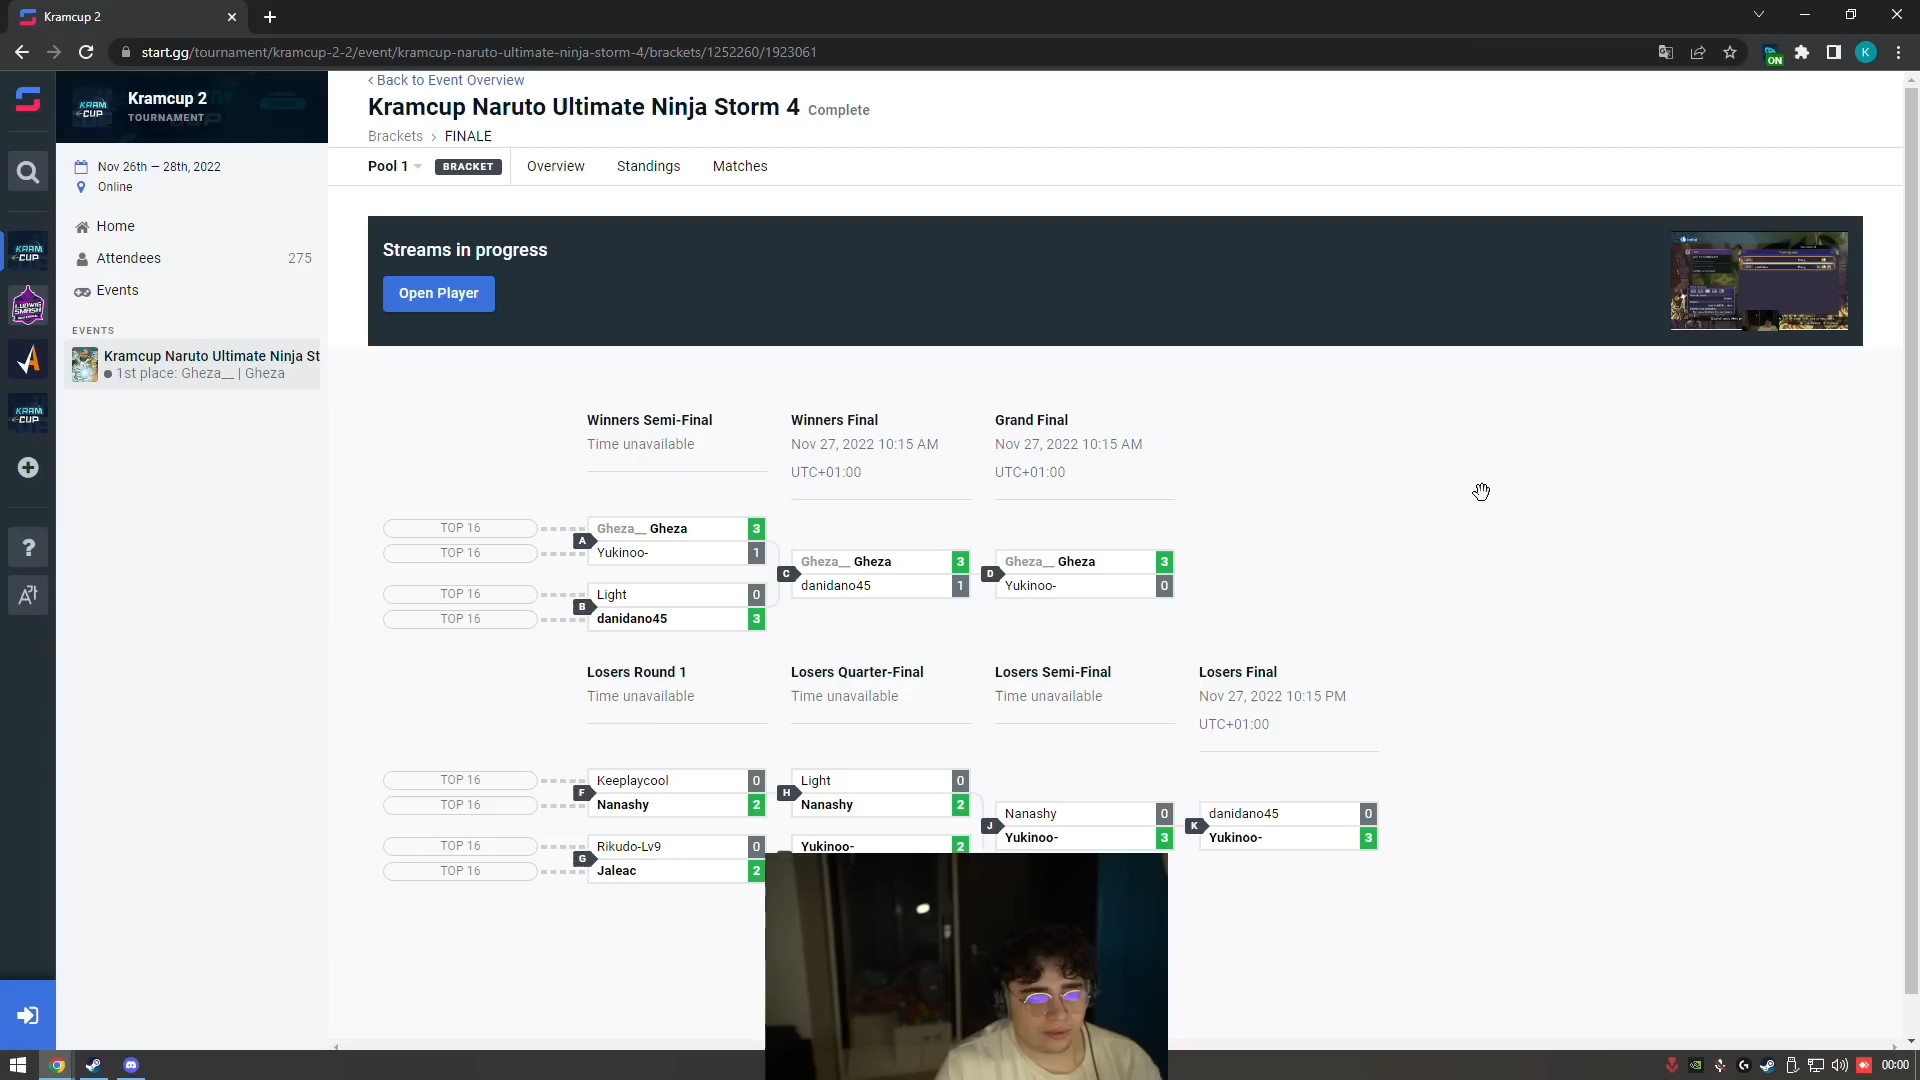 Kramcup 2
start.gg/tournament/kramcup-2-2/event/kramcup-naruto-ultimate-ninja-storm-4/brackets/1252260/1923061
ON
K
KRAM CUP
Kramcup 2
TOURNAMENT
Nov 26th — 28th, 2022
Online
Home
Attendees 275
Events
EVENTS
Kramcup Naruto Ultimate Ninja St
1st place: Gheza__ | Gheza
KRAM CUP
LUDWIG SMASH
KRAM CUP
?
< Back to Event Overview
Kramcup Naruto Ultimate Ninja Storm 4 Complete
Brackets > FINALE
Pool 1 BRACKET Overview Standings Matches
Streams in progress
Open Player
Winners Semi-Final Winners Final Grand Final
Time unavailable Nov 27, 2022 10:15 AM Nov 27, 2022 10:15 AM
UTC+01:00 UTC+01:00
TOP 16 Gheza__ Gheza 3
TOP 16 A Yukinoo- 1
Gheza__ Gheza 3 Gheza__ Gheza 3
C danidano45 1 D Yukinoo- 0
TOP 16 Light 0
TOP 16 B danidano45 3
Losers Round 1 Losers Quarter-Final Losers Semi-Final Losers Final
Time unavailable Time unavailable Time unavailable Nov 27, 2022 10:15 PM
UTC+01:00
TOP 16 Keeplaycool 0 Light 0
TOP 16 F Nanashy 2 H Nanashy 2
Nanashy 0 danidano45 0
J Yukinoo- 3 K Yukinoo- 3
TOP 16 Rikudo-Lv9 0 Yukinoo- 2
TOP 16 G Jaleac 2
00:00